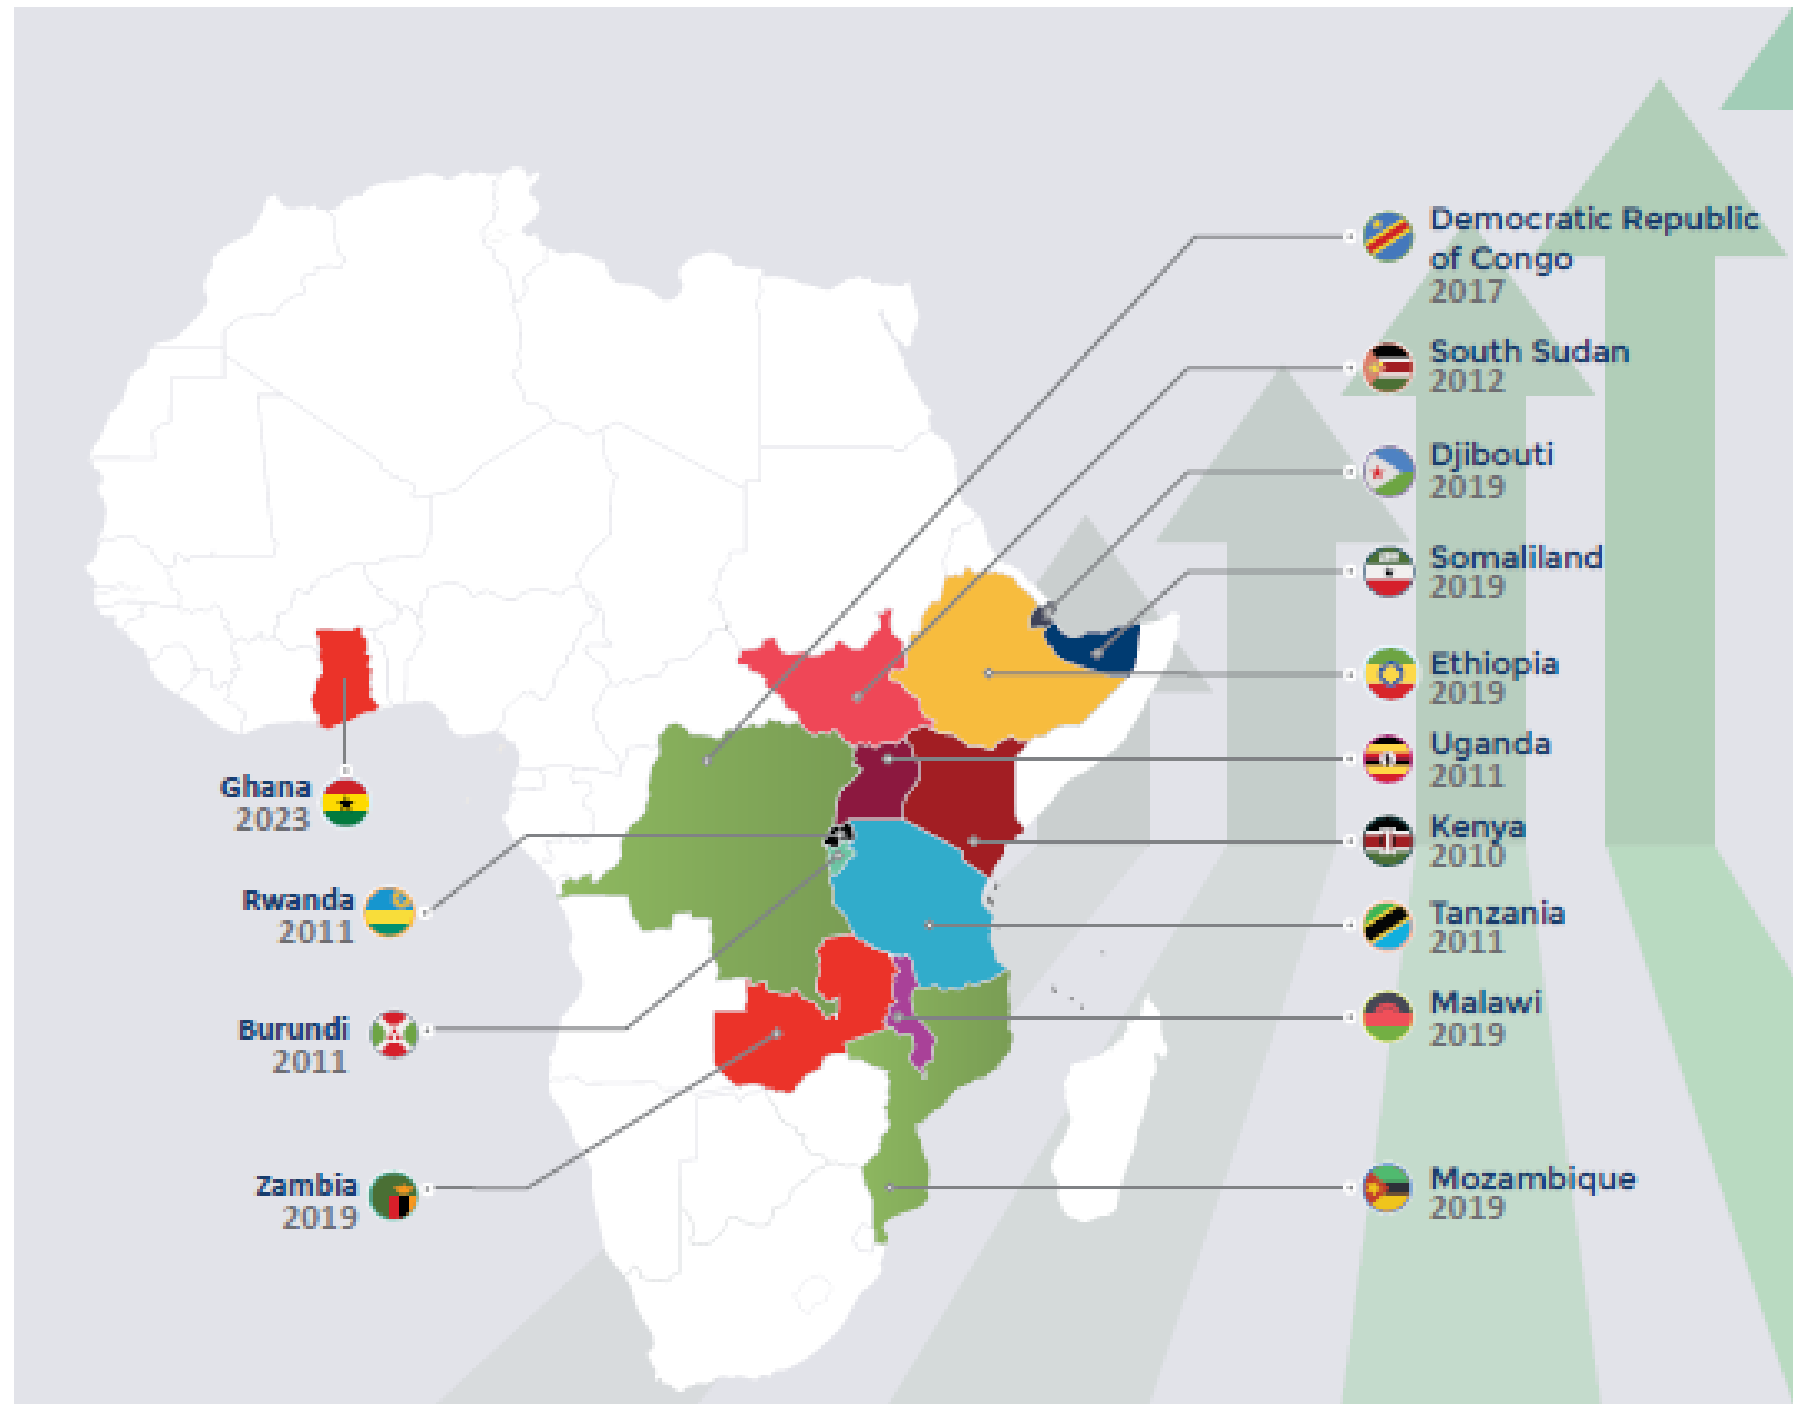 Democratic Republic
of Congo
2017
South Sudan
2012
Djibouti
2019
Somaliland
2019
Ethiopia
2019
Uganda
2011
Kenya
2010
Tanzania
2011
Malawi
2019
Mozambique
2019
Ghana
2023
Rwanda
2011
Burundi
2011
Zambia
2019